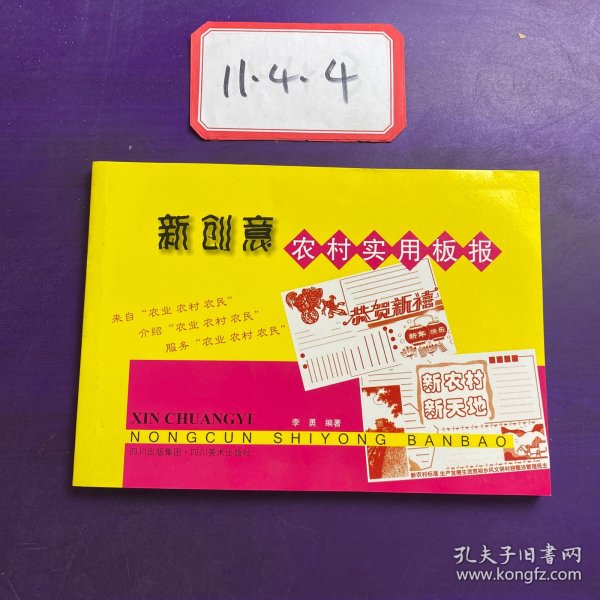 11.4.4
新创意
农村实用板报
来自“农业 农村 农民”
介绍“农业 农村 农民”
服务“农业 农村 农民”
恭贺新禧
新年
新农村
新天地
XIN CHUANGYI
李 勇 编著
NONGCUN SHIYONG BANBAO
四川出版集团·四川美术出版社
孔夫子旧书网
www.kongfz.com